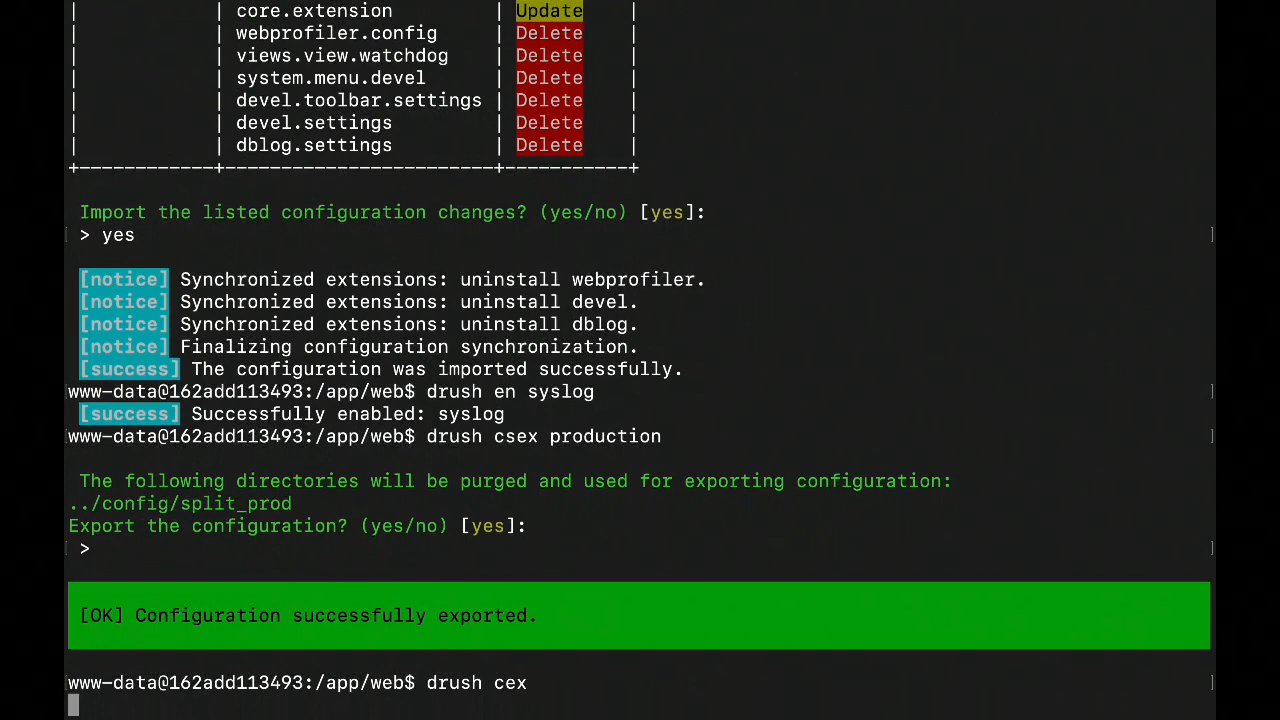 |            | core.extension         | Update    |
|            | webprofiler.config     | Delete    |
|            | views.view.watchdog    | Delete    |
|            | system.menu.devel      | Delete    |
|            | devel.toolbar.settings | Delete    |
|            | devel.settings         | Delete    |
|            | dblog.settings         | Delete    |
+------------+------------------------+-----------+
Import the listed configuration changes? (yes/no) [yes]:
> yes
[notice] Synchronized extensions: uninstall webprofiler.
[notice] Synchronized extensions: uninstall devel.
[notice] Synchronized extensions: uninstall dblog.
[notice] Finalizing configuration synchronization.
[success] The configuration was imported successfully.
www-data@162add113493:/app/web$ drush en syslog
[success] Successfully enabled: syslog
www-data@162add113493:/app/web$ drush csex production
The following directories will be purged and used for exporting configuration:
../config/split_prod
Export the configuration? (yes/no) [yes]:
>
[OK] Configuration successfully exported.
www-data@162add113493:/app/web$ drush cex